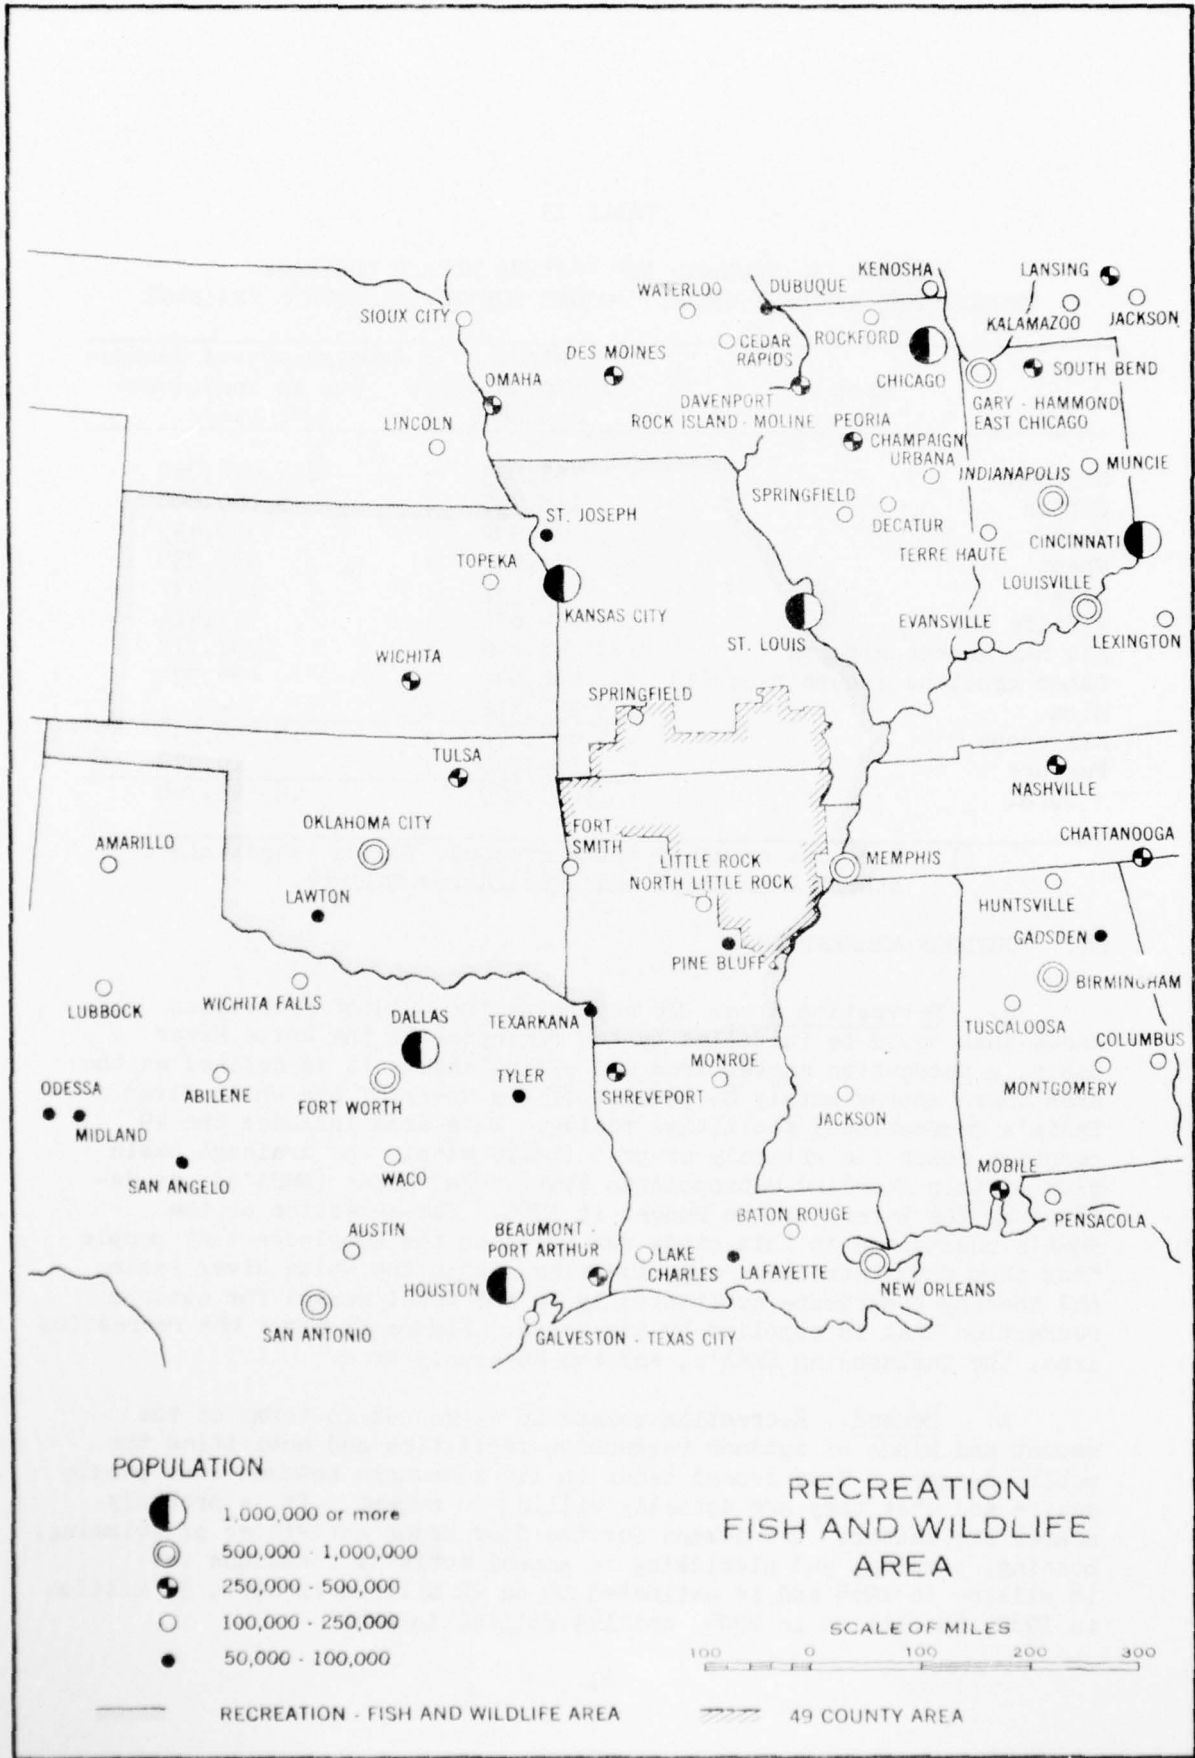 KENOSHA
LANSING
WATERLOO
DUBUQUE
SIOUX CITY
KALAMAZOO
JACKSON
CEDAR
RAPIDS
ROCKFORD
DES MOINES
CHICAGO
SOUTH BEND
OMAHA
DAVENPORT
ROCK ISLAND - MOLINE
GARY - HAMMOND
EAST CHICAGO
LINCOLN
PEORIA
CHAMPAIGN
URBANA
INDIANAPOLIS
MUNCIE
SPRINGFIELD
DECATUR
ST. JOSEPH
TERRE HAUTE
CINCINNATI
TOPEKA
LOUISVILLE
KANSAS CITY
EVANSVILLE
ST. LOUIS
LEXINGTON
WICHITA
SPRINGFIELD
TULSA
NASHVILLE
OKLAHOMA CITY
FORT
SMITH
AMARILLO
CHATTANOOGA
LITTLE ROCK
NORTH LITTLE ROCK
MEMPHIS
LAWTON
HUNTSVILLE
GADSDEN
PINE BLUFF
BIRMINGHAM
LUBBOCK
WICHITA FALLS
DALLAS
TEXARKANA
TUSCALOOSA
COLUMBUS
MONROE
ODESSA
ABILENE
FORT WORTH
TYLER
SHREVEPORT
MONTGOMERY
JACKSON
MIDLAND
WACO
MOBILE
SAN ANGELO
BATON ROUGE
PENSACOLA
AUSTIN
BEAUMONT -
PORT ARTHUR
LAKE
CHARLES
LAFAYETTE
HOUSTON
NEW ORLEANS
SAN ANTONIO
GALVESTON - TEXAS CITY
POPULATION
1,000,000 or more
500,000 - 1,000,000
250,000 - 500,000
100,000 - 250,000
50,000 - 100,000
RECREATION
FISH AND WILDLIFE
AREA
SCALE OF MILES
100 0 100 200 300
RECREATION - FISH AND WILDLIFE AREA
49 COUNTY AREA